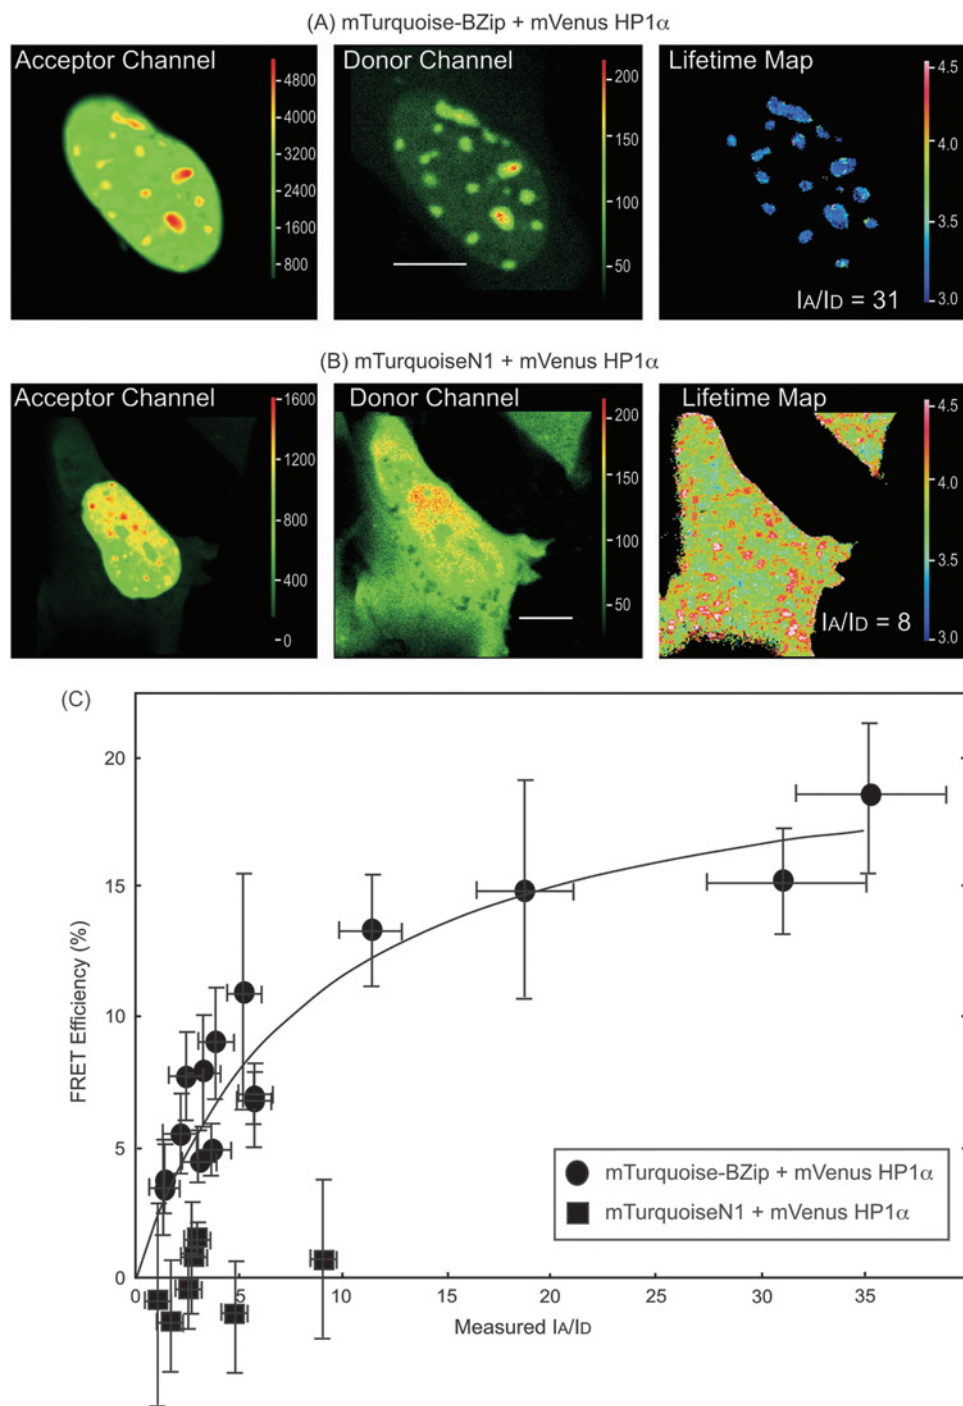 (A) mTurquoise-BZip + mVenus HP1α
Acceptor Channel
4800
4000
3200
2400
1600
800
Donor Channel
200
150
100
50
Lifetime Map
4.5
4.0
3.5
3.0
IA/ID = 31
(B) mTurquoiseN1 + mVenus HP1α
Acceptor Channel
1600
1200
800
400
0
Donor Channel
200
150
100
50
Lifetime Map
4.5
4.0
3.5
3.0
IA/ID = 8
(C)
FRET Efficiency (%)
20
15
10
5
0
0 5 10 15 20 25 30 35
Measured IA/ID
mTurquoise-BZip + mVenus HP1α
mTurquoiseN1 + mVenus HP1α